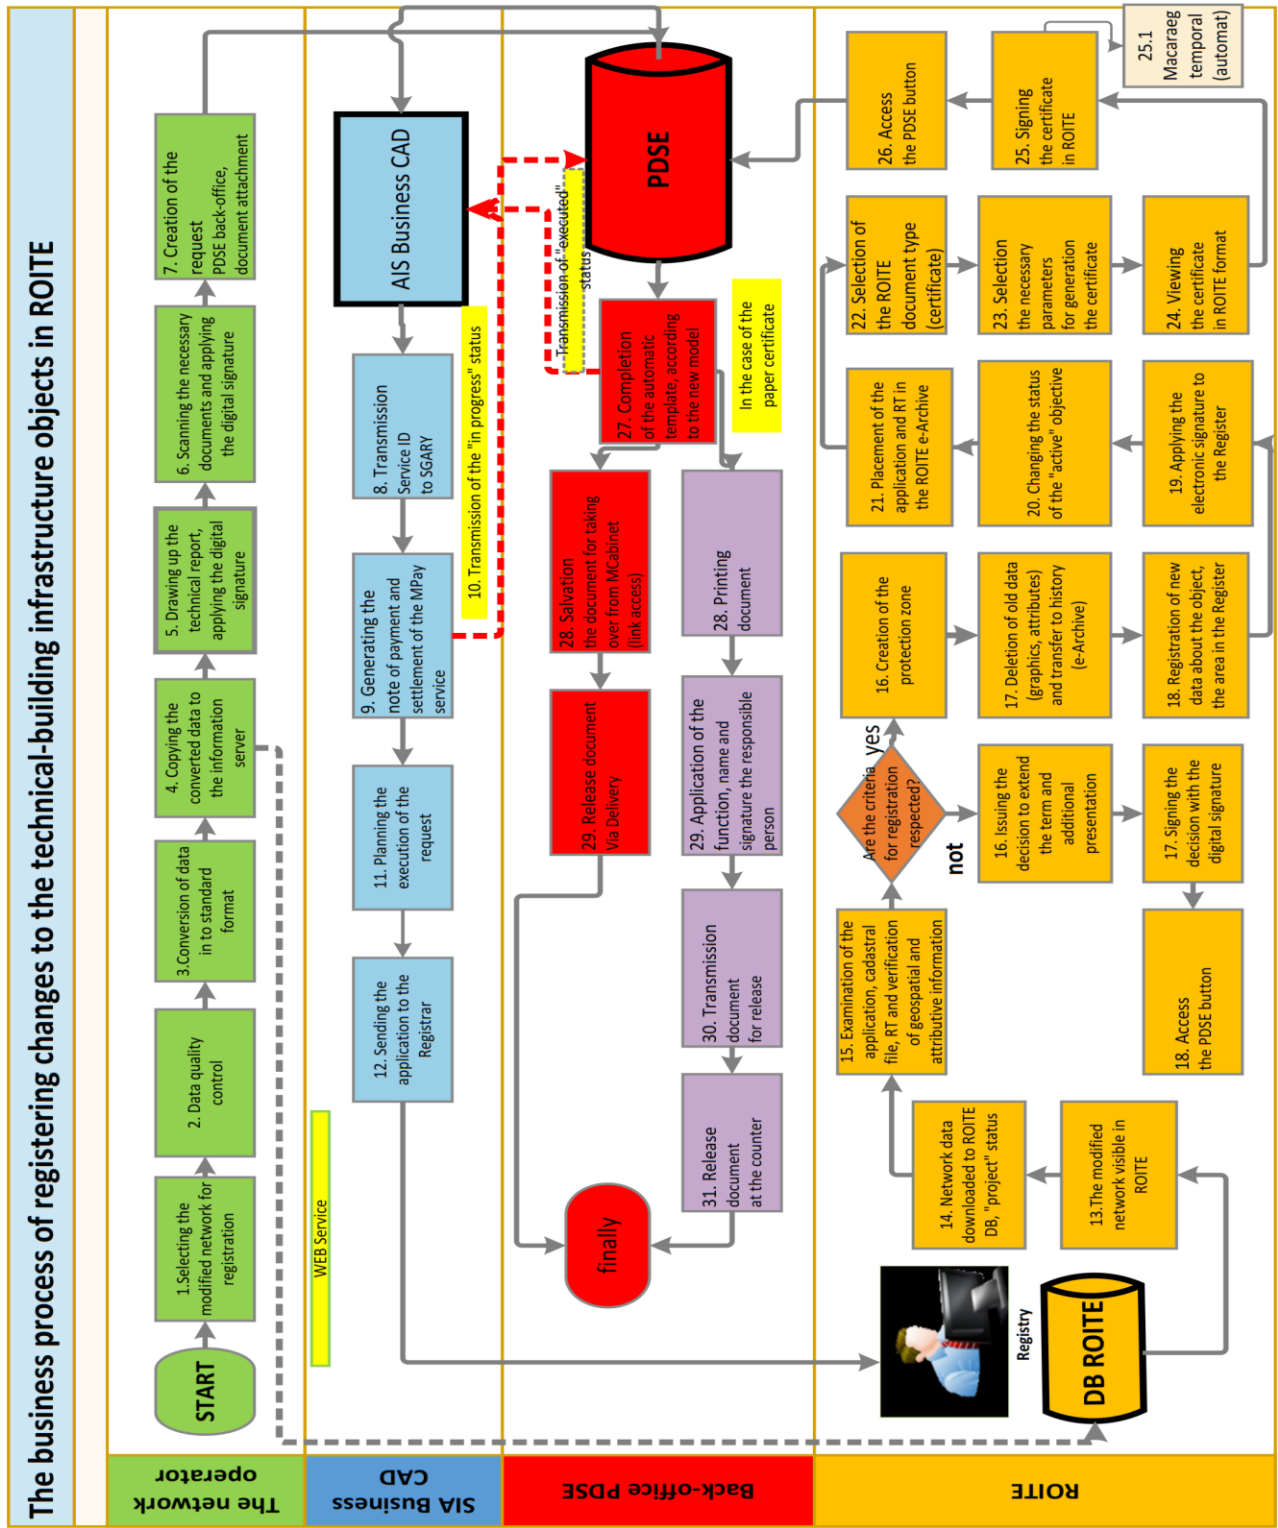 The business process of registering changes to the technical-building infrastructure objects in ROITE
The network
operator
START
1.Selecting the
modified network for
registration
2. Data quality
control
3.Conversion of data
in to standard
format
4. Copying the
converted data to
the information
server
5. Drawing up the
technical report,
applying the digital
signature
6. Scanning the necessary
documents and applying
the digital signature
7. Creation of the
request
PDSE back-office,
document attachment
SIA Business
CAD
WEB Service
AIS Business CAD
8. Transmission
Service ID
to SGARY
9. Generating the
note of payment and
settlement of the MPay
service
10. Transmission of the "in progress" status
11. Planning the
execution of the
request
12. Sending the
application to the
Registrar
Back-office PDSE
PDSE
Transmission of "executed"
status
27. Completion
of the automatic
template, according
to the new model
In the case of the
paper certificate
28. Salvation
the document for taking
over from MCabinet
(link access)
29. Release document
Via Delivery
28. Printing
document
29. Application of the
function, name and
signature the responsible
person
30. Transmission
document
for release
31. Release
document
at the counter
finally
ROITE
Registry
DB ROITE
13.The modified
network visible in
ROITE
14. Network data
downloaded to ROITE
DB, "project" status
15. Examination of the
application, cadastral
file, RT and verification
of geospatial and
attributive information
Are the criteria
for registration
respected?
yes
not
16. Issuing the
decision to extend
the term and
additional
presentation
17. Signing the
decision with the
digital signature
18. Access
the PDSE button
16. Creation of the
protection zone
17. Deletion of old data
(graphics, attributes)
and transfer to history
(e-Archive)
18. Registration of new
data about the object,
the area in the Register
19. Applying the
electronic signature to
the Register
20. Changing the status
of the "active" objective
21. Placement of the
application and RT in
the ROITE e-Archive
22. Selection of
the ROITE
document type
(certificate)
23. Selection
the necessary
parameters
for generation
the certificate
24. Viewing
the certificate
in ROITE format
25. Signing
the certificate
in ROITE
25.1
Macaraeg
temporal
(automat)
26. Access
the PDSE button